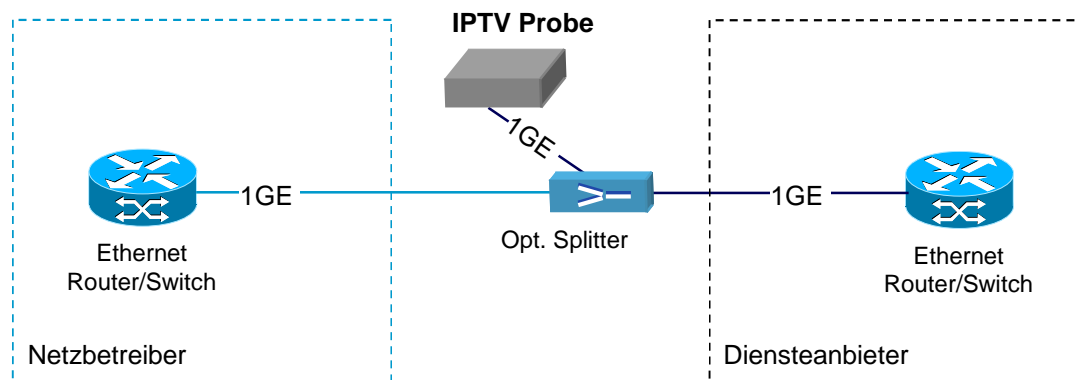 IPTV Probe
1GE
1GE
1GE
Opt. Splitter
Ethernet
Router/Switch
Ethernet
Router/Switch
Netzbetreiber
Diensteanbieter